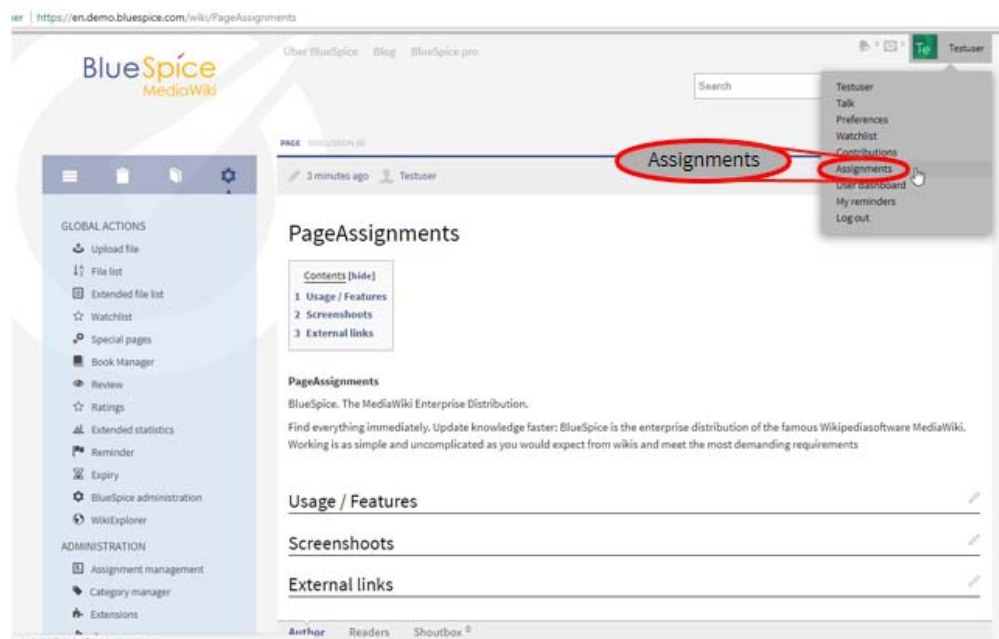 https://en.demo.bluespice.com/wiki/PageAssignments
BlueSpice
MediaWiki
Über BlueSpice Blog BlueSpice pro
Te Testuser
Search
Testuser
Talk
Preferences
Watchlist
Contributions
Assignments
User dashboard
My reminders
Log out
Assignments
PAGE DISCUSSION (0)
3 minutes ago Testuser
GLOBAL ACTIONS
Upload file
File list
Extended file list
Watchlist
Special pages
Book Manager
Review
Ratings
Extended statistics
Reminder
Expiry
BlueSpice administration
WikiExplorer
ADMINISTRATION
Assignment management
Category manager
Extensions
PageAssignments
Contents [hide]
1 Usage / Features
2 Screenshoots
3 External links
PageAssignments
BlueSpice. The MediaWiki Enterprise Distribution.
Find everything immediately. Update knowledge faster: BlueSpice is the enterprise distribution of the famous Wikipediasoftware MediaWiki.
Working is as simple and uncomplicated as you would expect from wikis and meet the most demanding requirements
Usage / Features
Screenshoots
External links
Author Readers Shoutbox 0